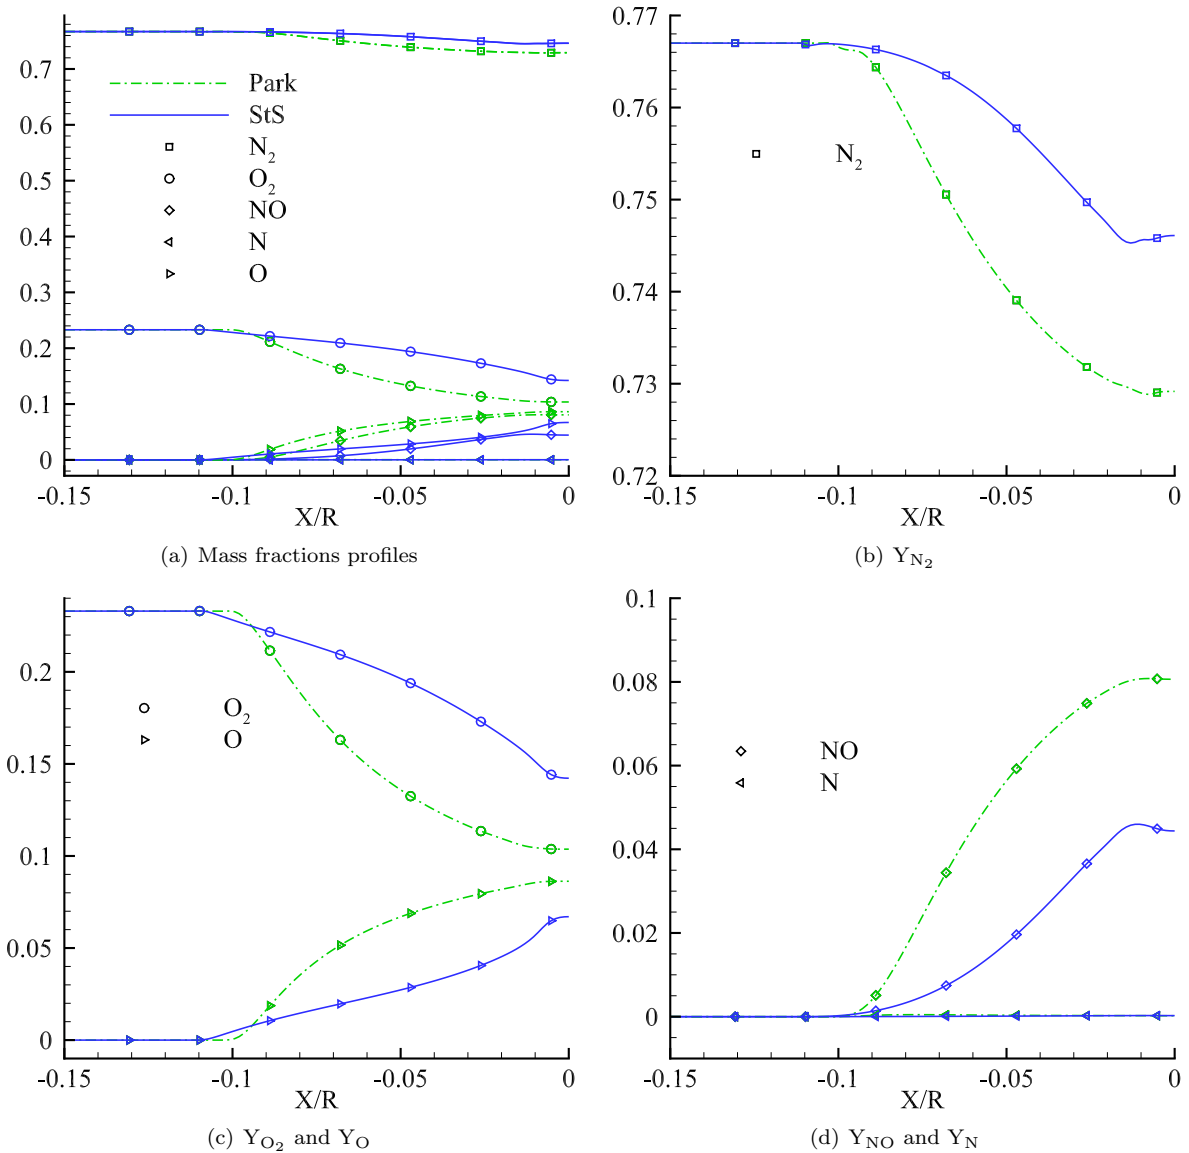 0.7
0.6
0.5
0.4
0.3
0.2
0.1
0
-0.15
-0.1
-0.05
0
X/R
Park
StS
N2
O2
NO
N
O
(a) Mass fractions profiles
0.77
0.76
0.75
0.74
0.73
0.72
-0.15
-0.1
-0.05
0
X/R
N2
(b) YN2
0.2
0.15
0.1
0.05
0
-0.15
-0.1
-0.05
0
X/R
O2
O
(c) YO2 and YO
0.1
0.08
0.06
0.04
0.02
0
-0.15
-0.1
-0.05
0
X/R
NO
N
(d) YNO and YN